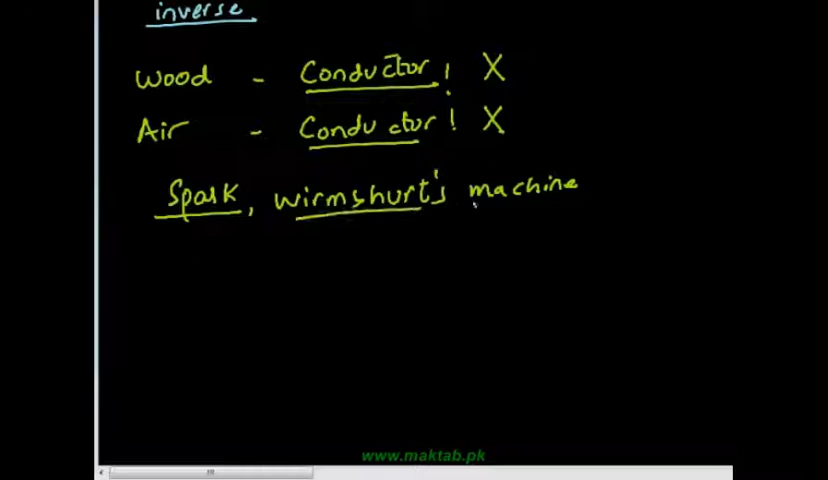 inverse
Wood - Conductor! X
Air - Conductor! X
Spark, wirmshurt's machine
www.maktab.pk